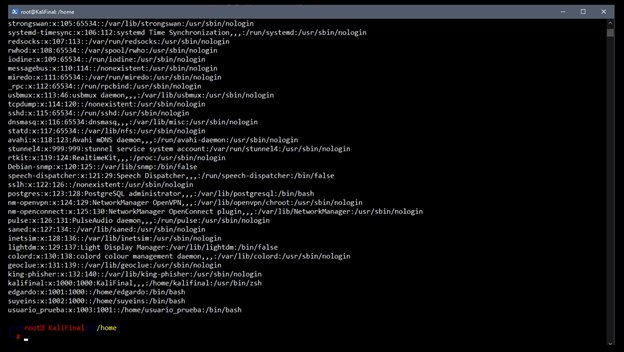 root@KaliFinal: /home
strongswan:x:105:65534::/var/lib/strongswan:/usr/sbin/nologin
systemd-timesync:x:106:112:systemd Time Synchronization,,,:/run/systemd:/usr/sbin/nologin
redsocks:x:107:113::/var/run/redsocks:/usr/sbin/nologin
rwhod:x:108:65534::/var/spool/rwho:/usr/sbin/nologin
iodine:x:109:65534::/run/iodine:/usr/sbin/nologin
messagebus:x:110:114::/nonexistent:/usr/sbin/nologin
miredo:x:111:65534::/var/run/miredo:/usr/sbin/nologin
_rpc:x:112:65534::/run/rpcbind:/usr/sbin/nologin
usbmux:x:113:46:usbmux daemon,,,:/var/lib/usbmux:/usr/sbin/nologin
tcpdump:x:114:120::/nonexistent:/usr/sbin/nologin
sshd:x:115:65534::/run/sshd:/usr/sbin/nologin
dnsmasq:x:116:65534:dnsmasq,,,:/var/lib/misc:/usr/sbin/nologin
statd:x:117:65534::/var/lib/nfs:/usr/sbin/nologin
avahi:x:118:123:Avahi mDNS daemon,,,:/run/avahi-daemon:/usr/sbin/nologin
stunnel4:x:999:999:stunnel service system account:/var/run/stunnel4:/usr/sbin/nologin
rtkit:x:119:124:RealtimeKit,,,:/proc:/usr/sbin/nologin
Debian-snmp:x:120:125::/var/lib/snmp:/bin/false
speech-dispatcher:x:121:29:Speech Dispatcher,,,:/run/speech-dispatcher:/bin/false
sslh:x:122:126::/nonexistent:/usr/sbin/nologin
postgres:x:123:128:PostgreSQL administrator,,,:/var/lib/postgresql:/bin/bash
nm-openvpn:x:124:129:NetworkManager OpenVPN,,,:/var/lib/openvpn/chroot:/usr/sbin/nologin
nm-openconnect:x:125:130:NetworkManager OpenConnect plugin,,,:/var/lib/NetworkManager:/usr/sbin/nologin
pulse:x:126:131:PulseAudio daemon,,,:/run/pulse:/usr/sbin/nologin
saned:x:127:134::/var/lib/saned:/usr/sbin/nologin
inetsim:x:128:136::/var/lib/inetsim:/usr/sbin/nologin
lightdm:x:129:137:Light Display Manager:/var/lib/lightdm:/bin/false
colord:x:130:138:colord colour management daemon,,,:/var/lib/colord:/usr/sbin/nologin
geoclue:x:131:139::/var/lib/geoclue:/usr/sbin/nologin
king-phisher:x:132:140::/var/lib/king-phisher:/usr/sbin/nologin
kalifinal:x:1000:1000:KaliFinal,,,:/home/kalifinal:/usr/bin/zsh
edgardo:x:1001:1000::/home/edgardo:/bin/bash
suyeins:x:1002:1000::/home/suyeins:/bin/bash
usuario_prueba:x:1003:1001::/home/usuario_prueba:/bin/bash
root@ KaliFinal /home
#